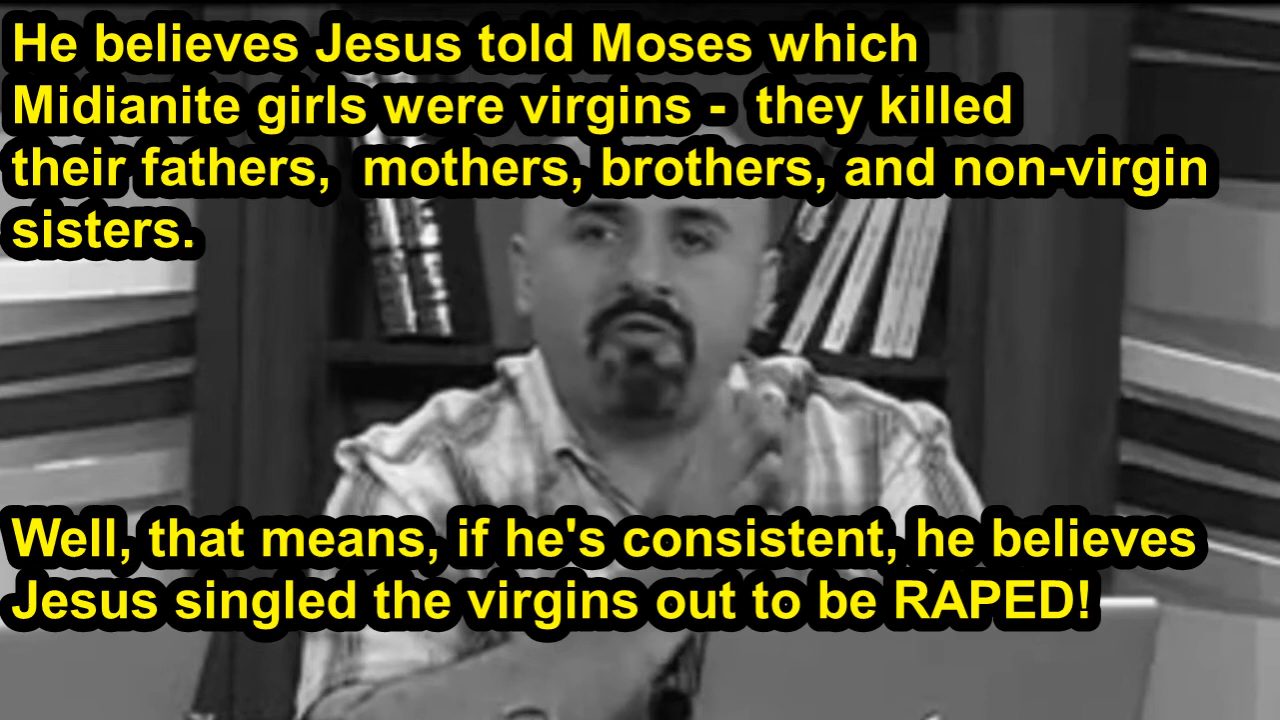 He believes Jesus told Moses which
Midianite girls were virgins -  they killed
their fathers,  mothers, brothers, and non-virgin
sisters.
Well, that means, if he's consistent, he believes
Jesus singled the virgins out to be RAPED!